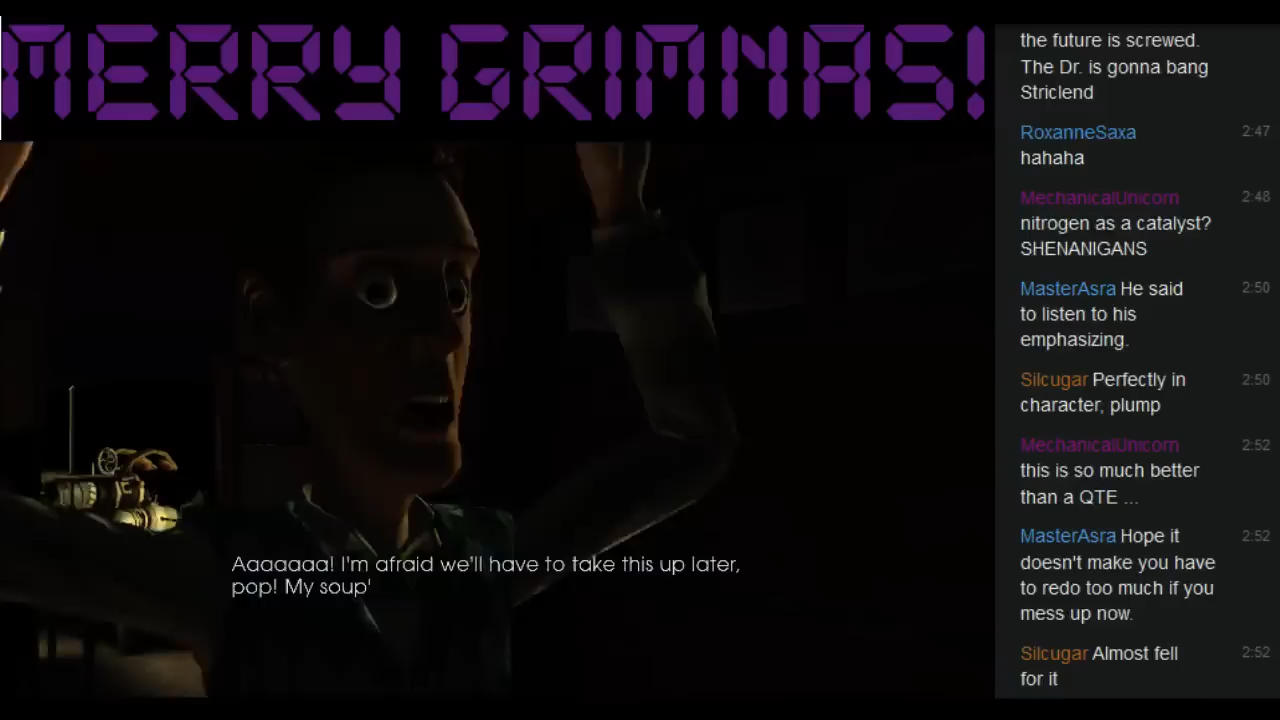 MERRY GRIMNAS!
Aaaaaaa! I'm afraid we'll have to take this up later,
pop! My soup'
the future is screwed.
The Dr. is gonna bang
Striclend
RoxanneSaxa 2:47
hahaha
MechanicalUnicorn 2:48
nitrogen as a catalyst?
SHENANIGANS
MasterAsra He said 2:50
to listen to his
emphasizing.
Silcugar Perfectly in 2:50
character, plump
MechanicalUnicorn 2:52
this is so much better
than a QTE ...
MasterAsra Hope it 2:52
doesn't make you have
to redo too much if you
mess up now.
Silcugar Almost fell 2:52
for it